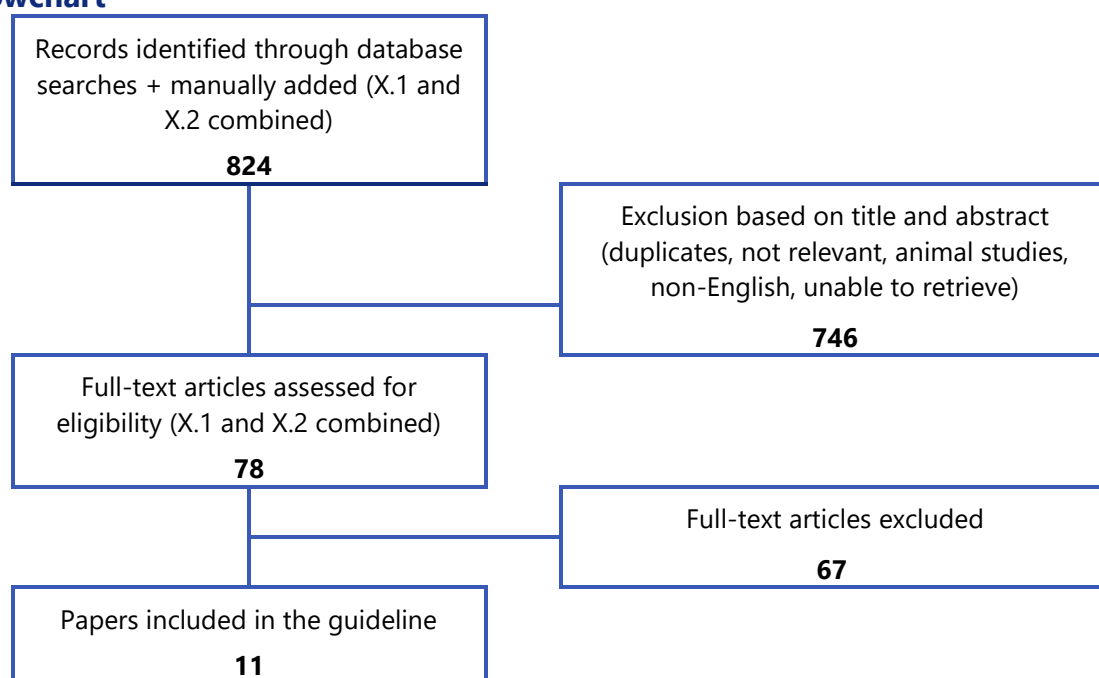 Records identified through database
searches + manually added (X.1 and
X.2 combined)
824
Exclusion based on title and abstract
(duplicates, not relevant, animal studies,
non-English, unable to retrieve)
746
Full-text articles assessed for
eligibility (X.1 and X.2 combined)
78
Full-text articles excluded
67
Papers included in the guideline
11